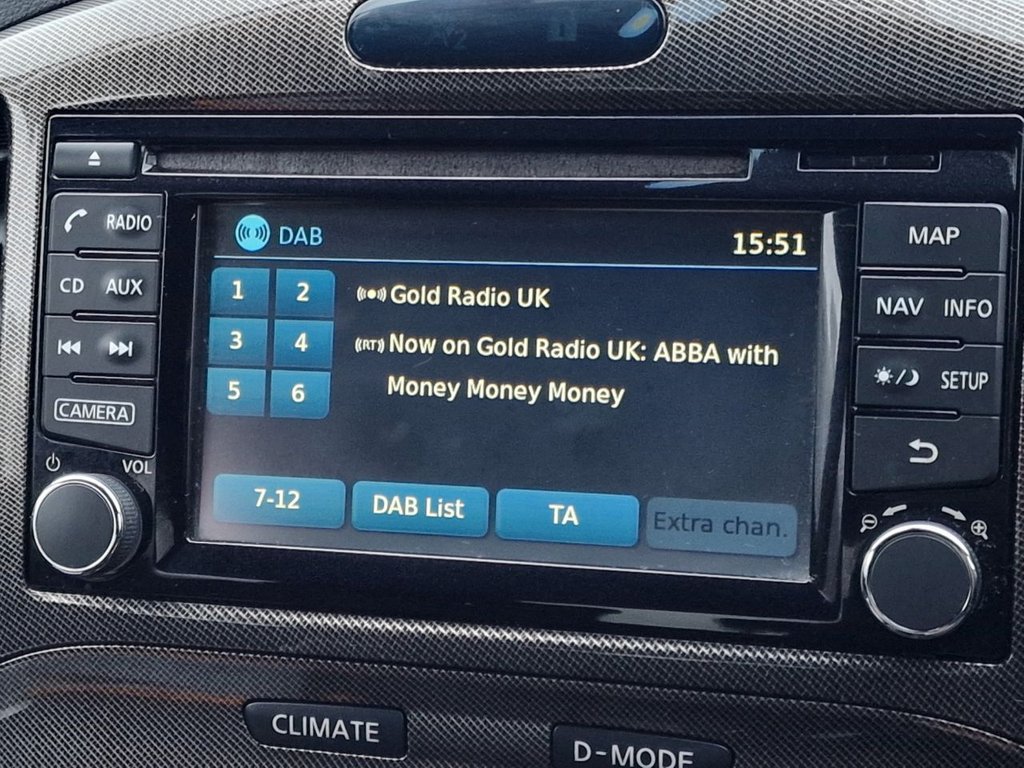 RADIO
CD AUX
CAMERA
VOL
DAB
15:51
1 2
3 4
5 6
Gold Radio UK
(RT) Now on Gold Radio UK: ABBA with
Money Money Money
7-12
DAB List
TA
Extra chan.
MAP
NAV INFO
SETUP
CLIMATE
D-MODE